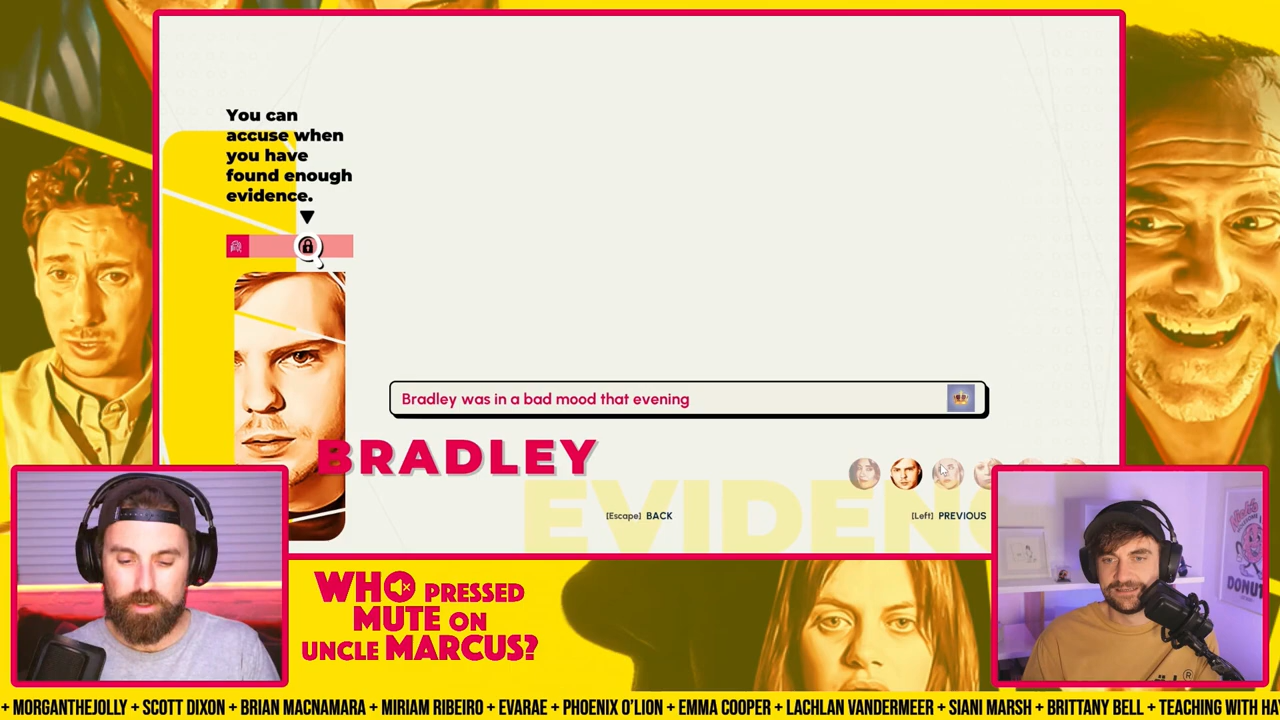 You can
accuse when
you have
found enough
evidence.
Bradley was in a bad mood that evening
BRADLEY
EVIDEN
[Escape] BACK
[Left] PREVIOUS
WHO PRESSED
MUTE ON
UNCLE MARCUS?
DONUT
+ MORGANTHEJOLLY + SCOTT DIXON + BRIAN MACNAMARA + MIRIAM RIBEIRO + EVARAE + PHOENIX O'LION + EMMA COOPER + LACHLAN VANDERMEER + SIANI MARSH + BRITTANY BELL + TEACHING WITH HA